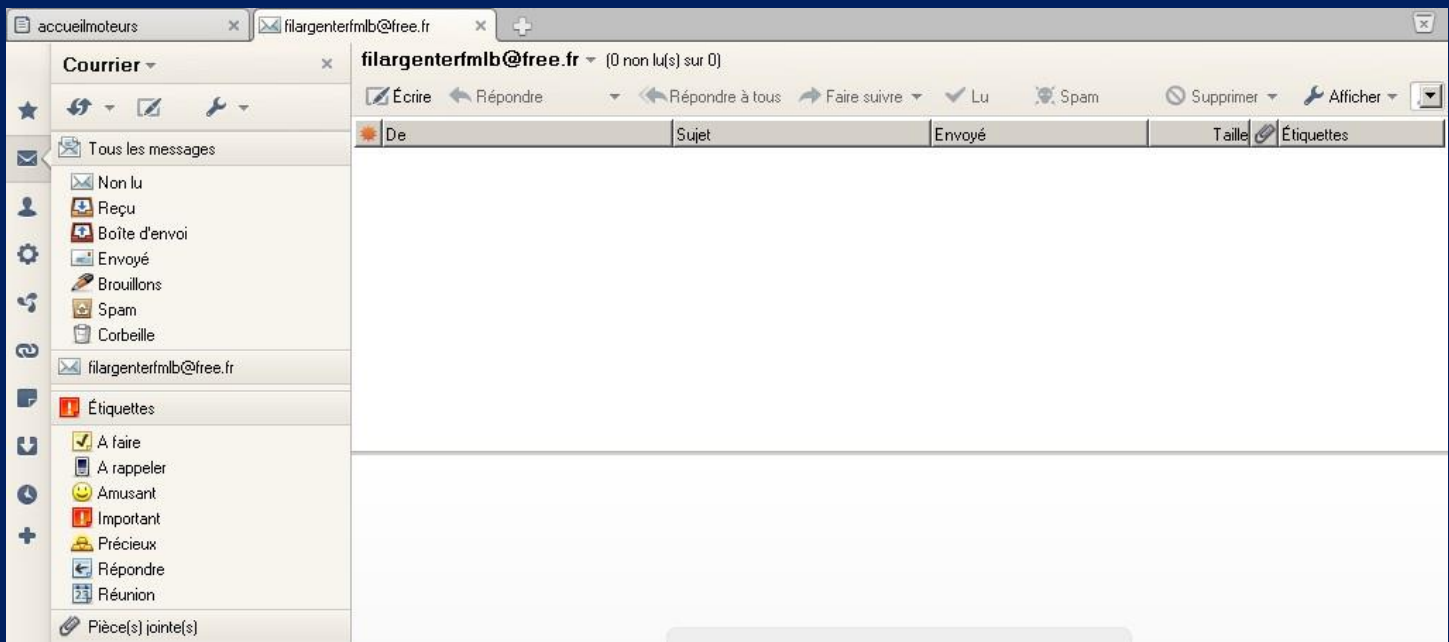 accueilmoteurs
filargenterfmlb@free.fr
Courrier
filargenterfmlb@free.fr (0 non lu(s) sur 0)
Écrire Répondre Répondre à tous Faire suivre Lu Spam Supprimer Afficher
De Sujet Envoyé Taille Étiquettes
Tous les messages
Non lu
Reçu
Boîte d'envoi
Envoyé
Brouillons
Spam
Corbeille
filargenterfmlb@free.fr
Étiquettes
A faire
A rappeler
Amusant
Important
Précieux
Répondre
Réunion
Pièce(s) jointe(s)